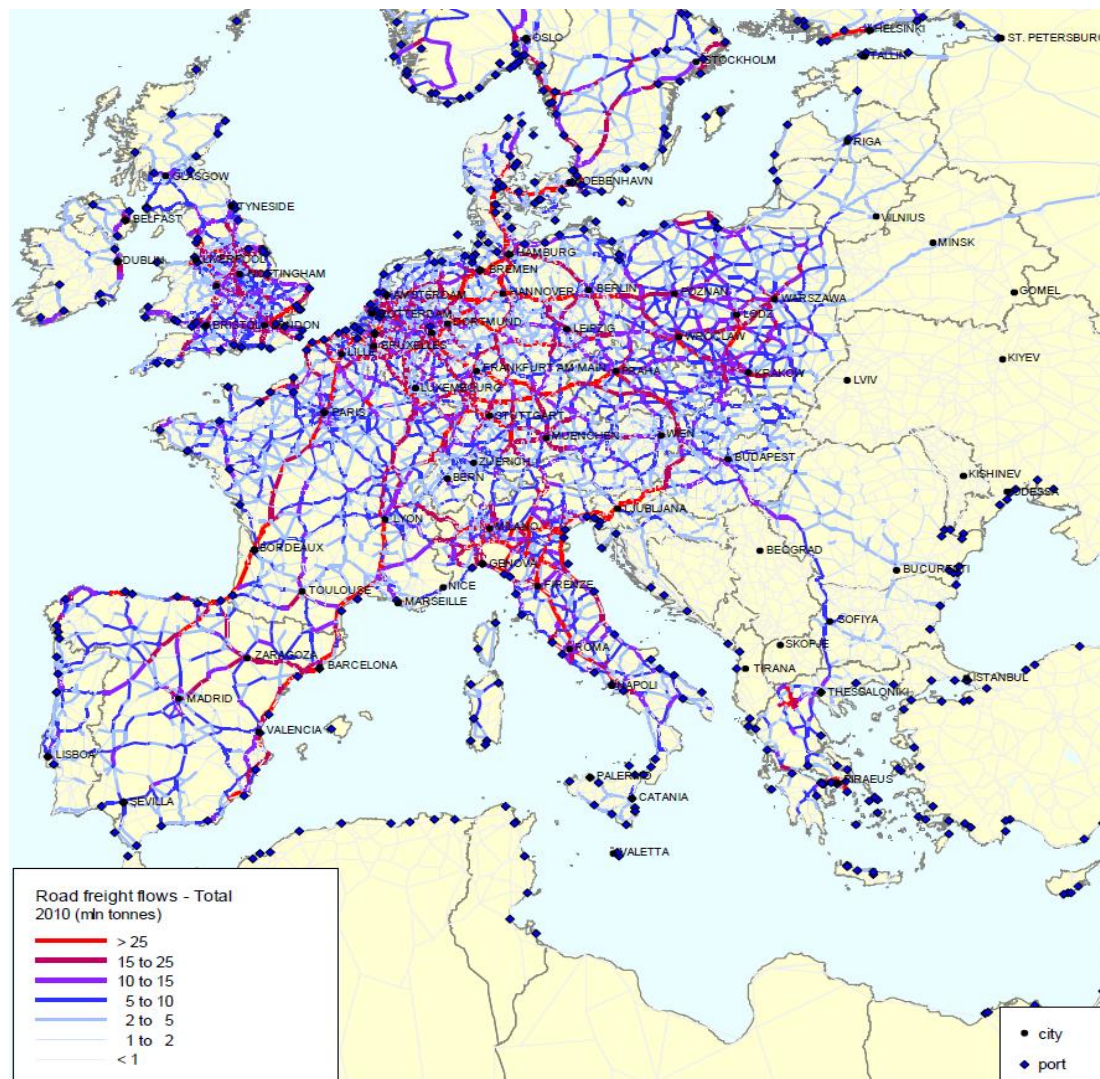 OSLO
HELSINKI
ST. PETERSBURG
TALLIN
STOCKHOLM
RIGA
GLASGOW
OEBENHAVN
TYNESIDE
BELFAST
VILNIUS
MINSK
DUBLIN
LIVERPOOL
HAMBURG
BREMEN
NOTTINGHAM
AMSTERDAM
HANNOVER
BERLIN
POZNAN
WARSZAWA
GOMEL
ROTTERDAM
LODZ
BRISTOL
LONDON
DORTMUND
LEIPZIG
WROCLAW
BRUXELLES
LILLE
KIYEV
FRANKFURT AM MAIN
PRAHA
KRAKOW
LVIV
LUXEMBOURG
PARIS
STUTTGART
MUENCHEN
WIEN
BUDAPEST
ZUERICH
BERN
KISHINEV
ODESSA
LJUBLJANA
LYON
MILANO
BORDEAUX
BEOGRAD
GENOVA
BUCURESTI
TOULOUSE
NICE
FIRENZE
MARSEILLE
SOFIYA
ROMA
SKOPJE
ZARAGOZA
BARCELONA
TIRANA
ISTANBUL
MADRID
NAPOLI
THESSALONIKI
VALENCIA
LISBOA
PALERMO
PIRAEUS
SEVILLA
CATANIA
VALETTA
Road freight flows - Total
2010 (mln tonnes)
> 25
15 to 25
10 to 15
5 to 10
2 to 5
1 to 2
< 1
city
port